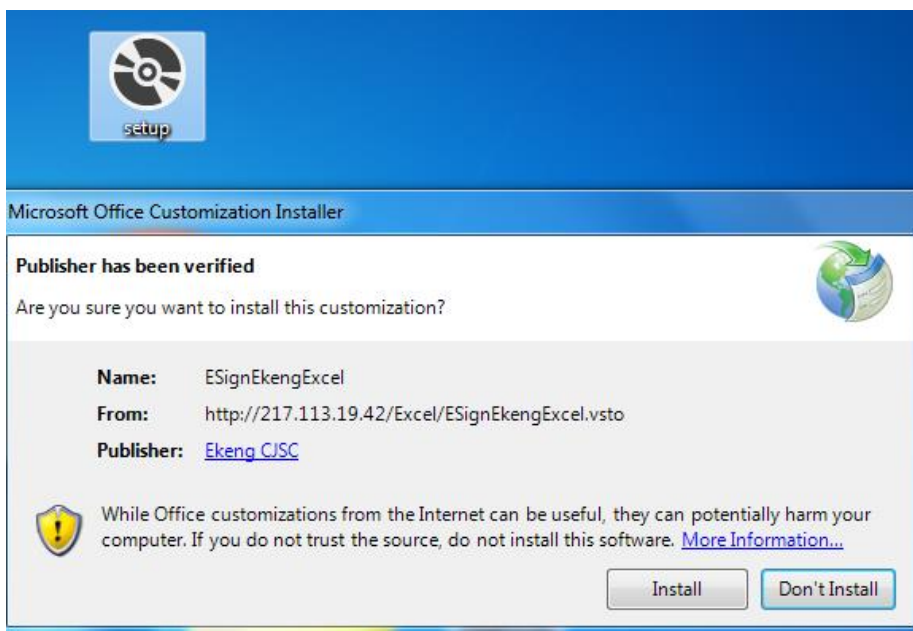 setup
Microsoft Office Customization Installer
Publisher has been verified
Are you sure you want to install this customization?
Name: ESignEkengExcel
From: http://217.113.19.42/Excel/ESignEkengExcel.vsto
Publisher: Ekeng CJSC
While Office customizations from the Internet can be useful, they can potentially harm your
computer. If you do not trust the source, do not install this software. More Information...
Install Don't Install